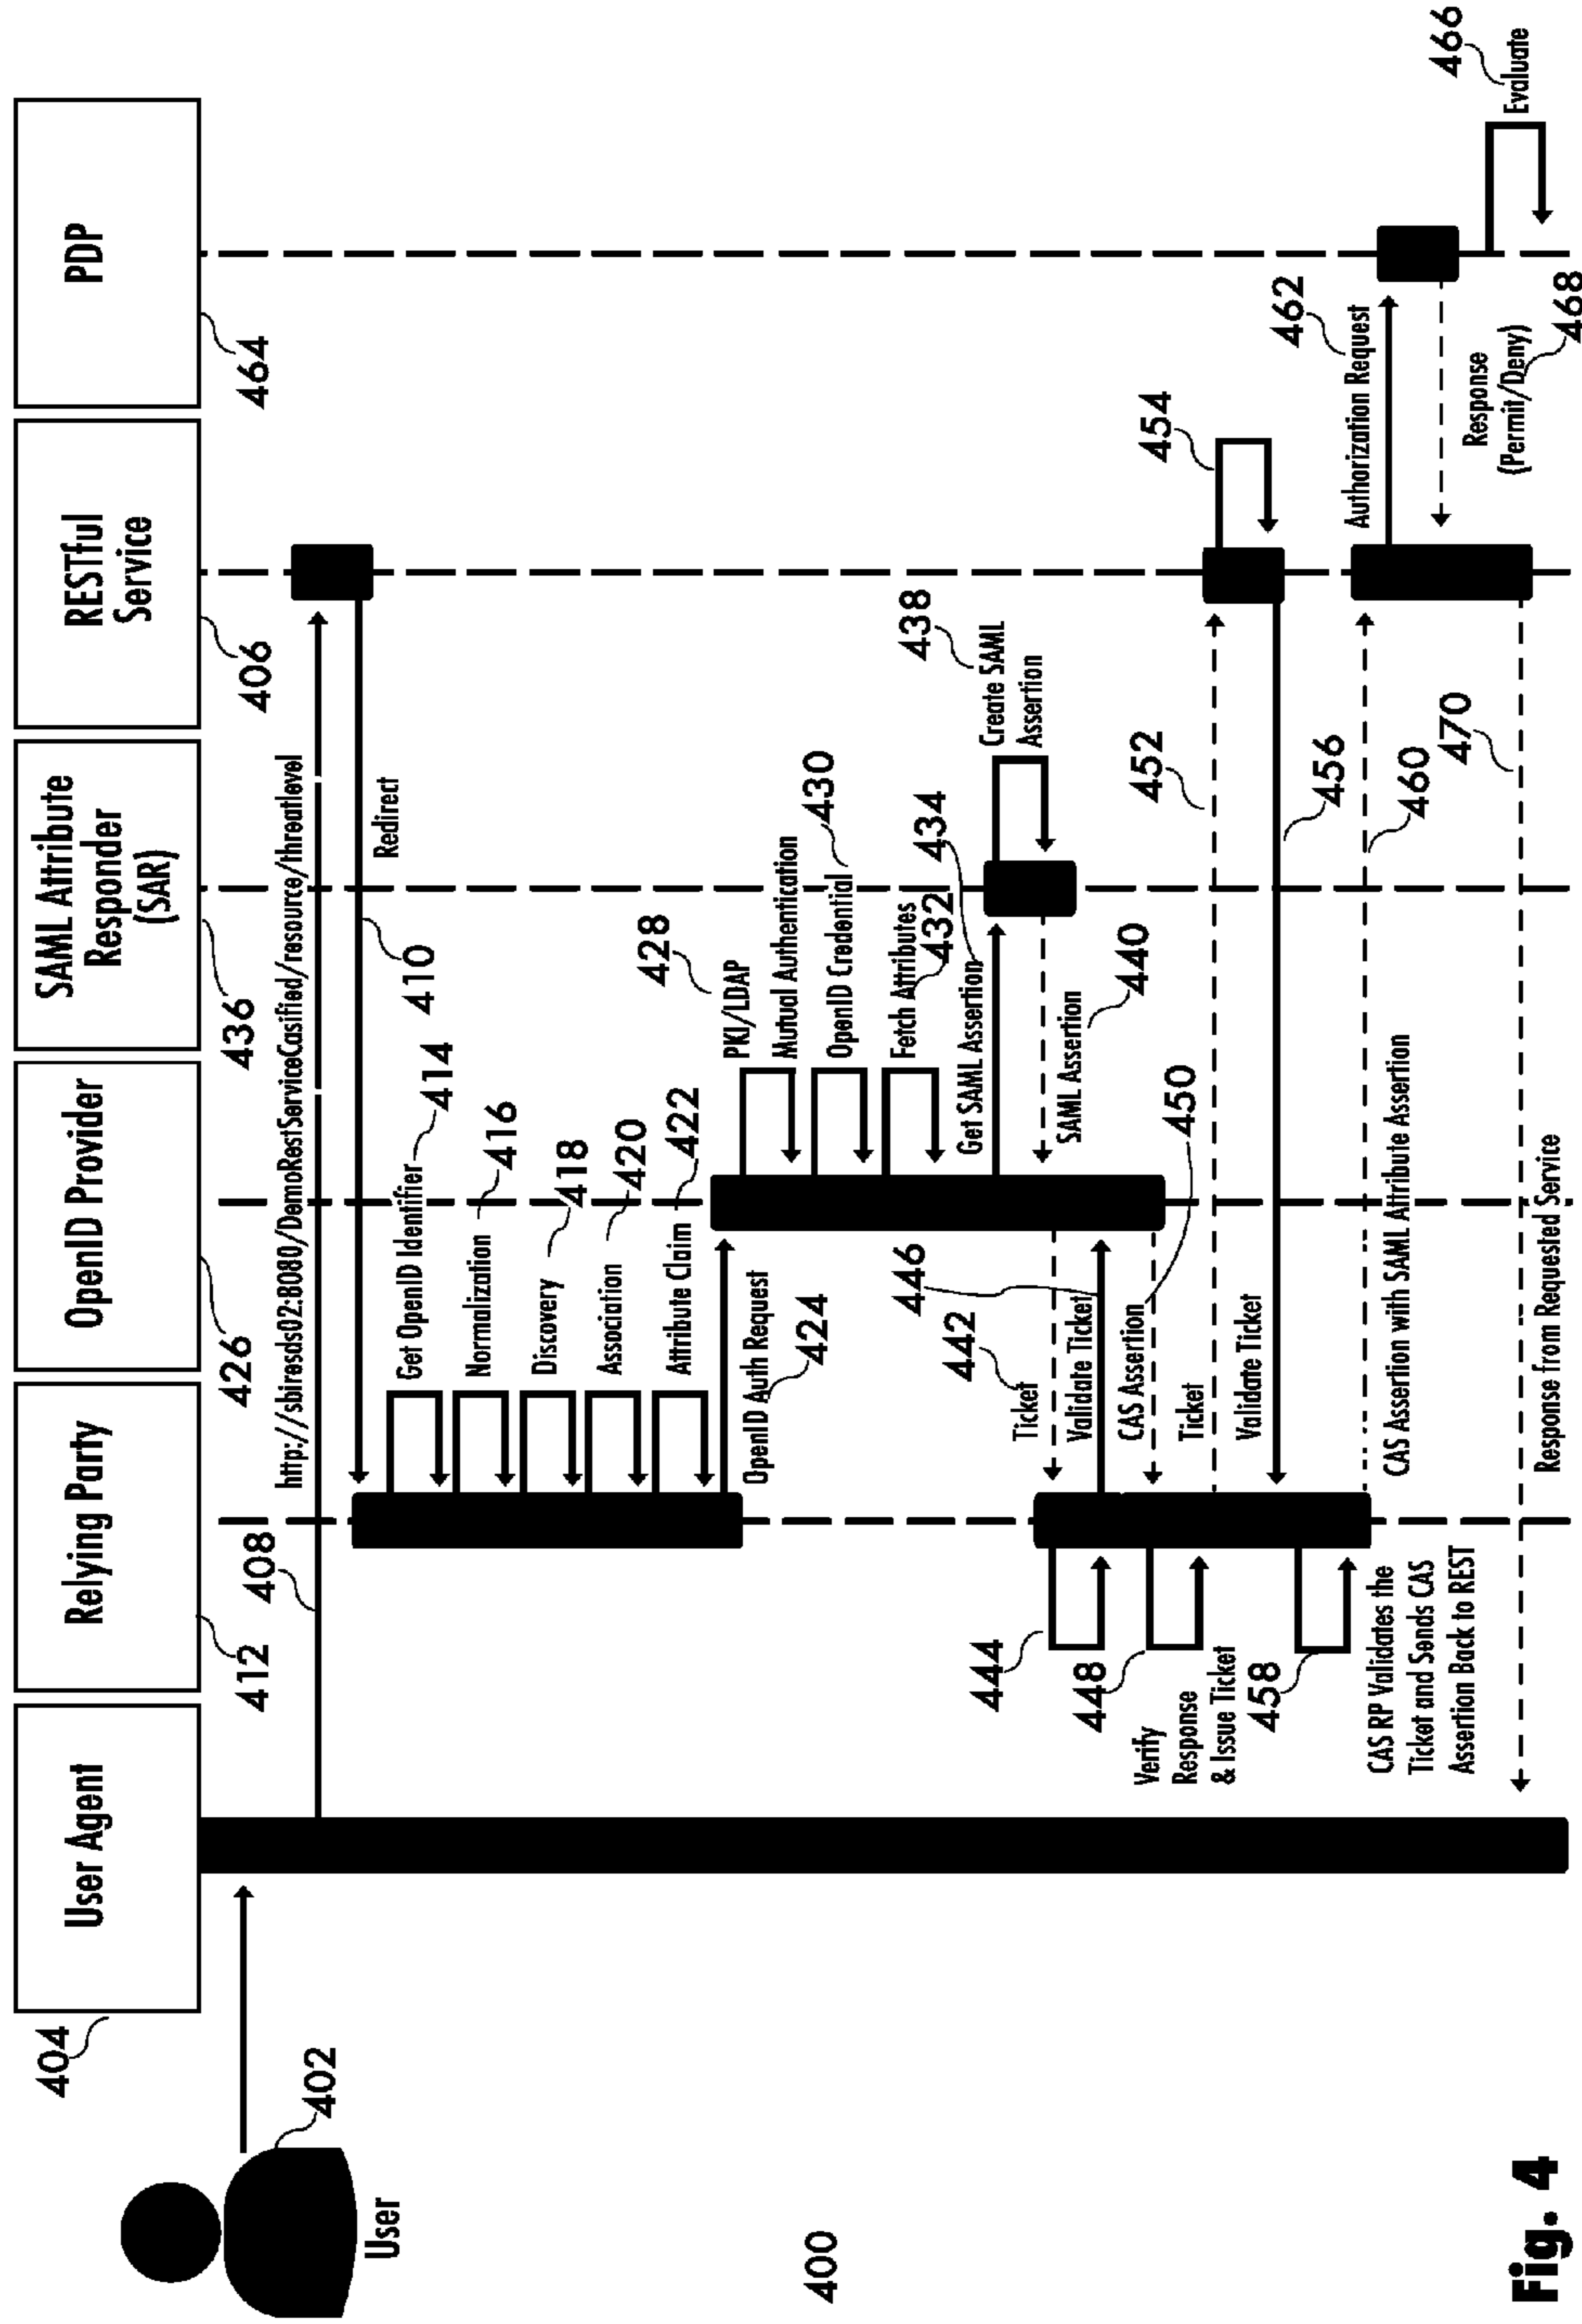 User Agent
Relying Party
OpenID Provider
SAML Attribute
Responder
(SAR)
RESTful
Service
PDP
404
412
426
436
406
464
402
User
408
http://sbiresds02:8080/DemoRestServiceCasified/resource/threatlevel
410
Redirect
Get OpenID Identifier
414
Normalization
416
Discovery
418
Association
420
Attribute Claim
422
OpenID Auth Request
424
428
PKI/LDAP
Mutual Authentication
OpenID Credential
430
Fetch Attributes
432
Get SAML Assertion
434
438
Create SAML
Assertion
SAML Assertion
440
442
Ticket
444
446
Validate Ticket
448
Verify
Response
& Issue Ticket
CAS Assertion
450
Ticket
452
454
Validate Ticket
456
458
CAS RP Validates the
Ticket and Sends CAS
Assertion Back to REST
460
CAS Assertion with SAML Attribute Assertion
462
Authorization Request
466
Evaluate
Response
(Permit/Deny)
468
470
Response from Requested Service
400
Fig. 4